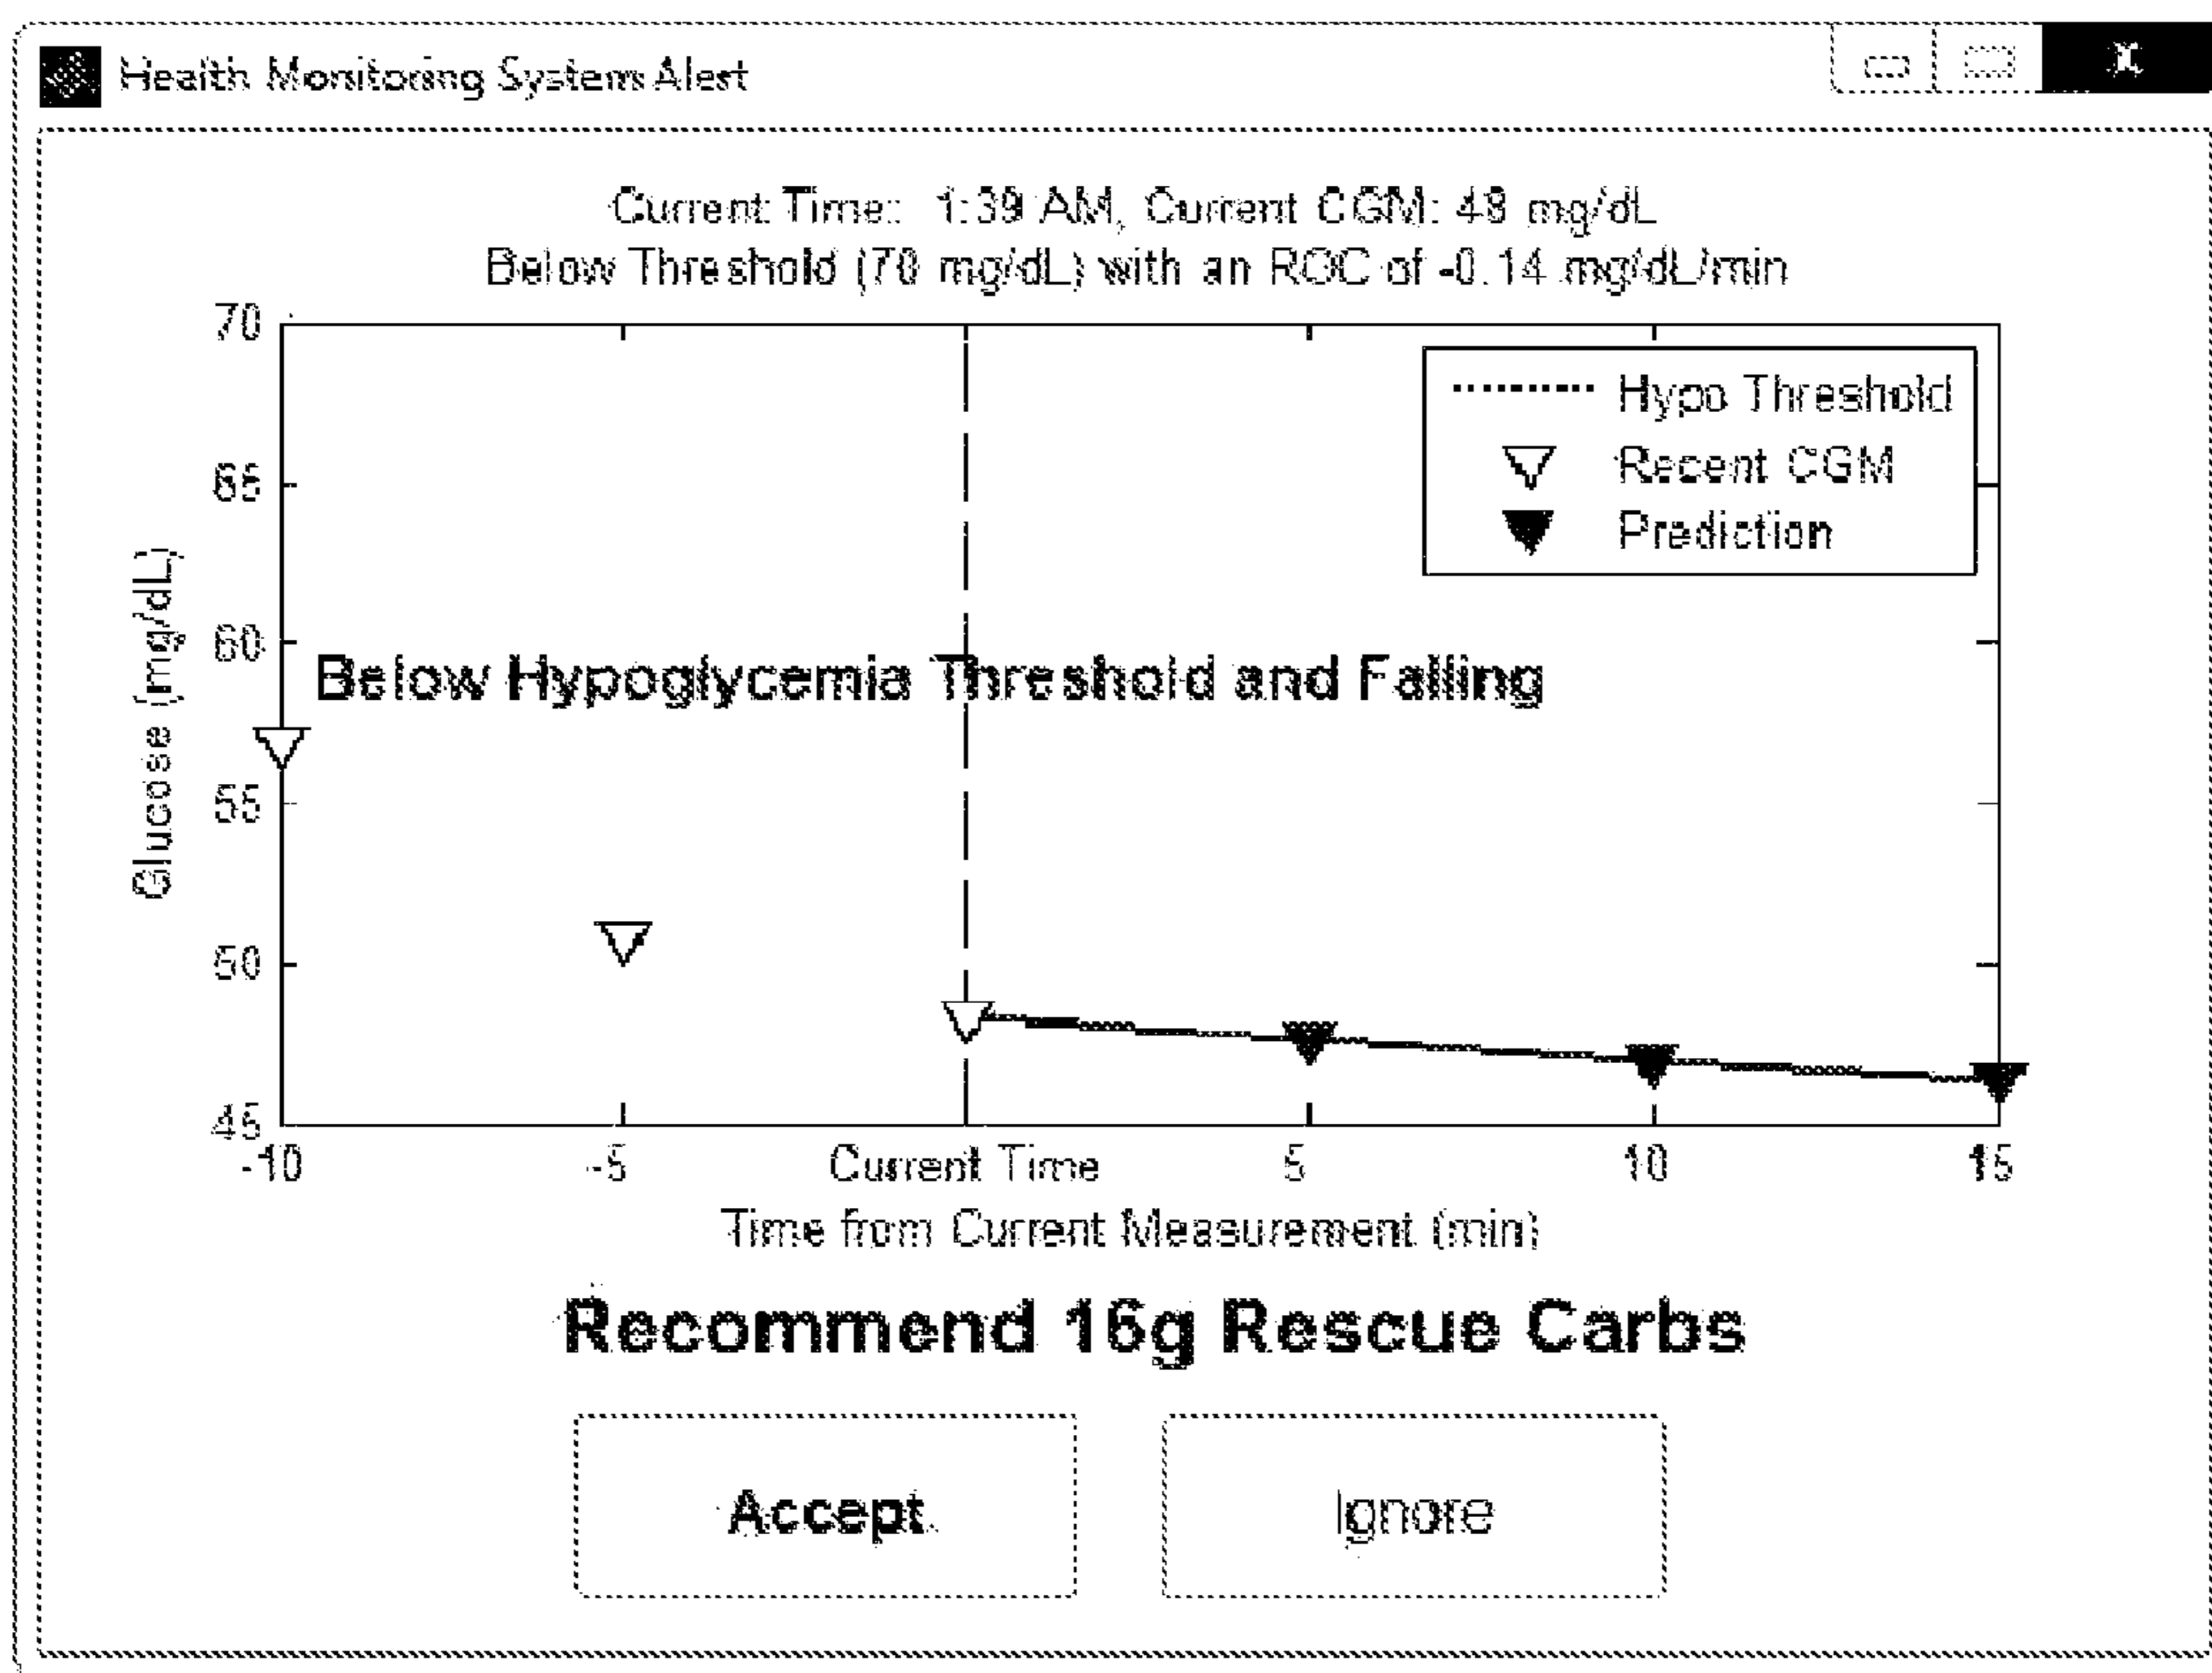 Health Monitoring System Alert
X
Current Time: 1:39 AM, Current CGM: 48 mg/dL
Below Threshold (70 mg/dL) with an ROC of -0.14 mg/dL/min
70
65
60
55
50
45
Glucose (mg/dL)
Hypo Threshold
Recent CGM
Prediction
Below Hypoglycemia Threshold and Falling
-10 -5 Current Time 5 10 15
Time from Current Measurement (min)
Recommend 16g Rescue Carbs
Accept Ignore